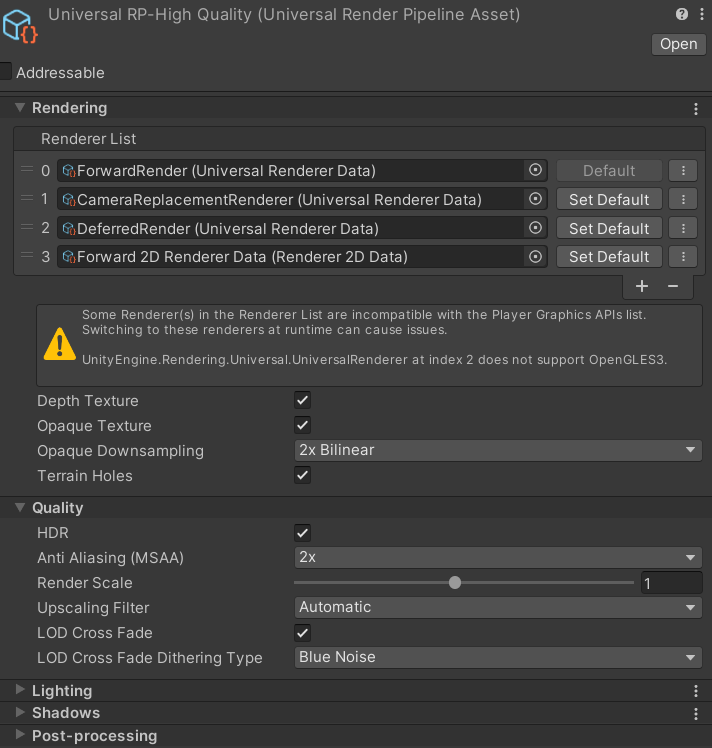 Universal RP-High Quality (Universal Render Pipeline Asset)
Open
Addressable
Rendering
Renderer List
0 ForwardRender (Universal Renderer Data) Default
1 CameraReplacementRenderer (Universal Renderer Data) Set Default
2 DeferredRender (Universal Renderer Data) Set Default
3 Forward 2D Renderer Data (Renderer 2D Data) Set Default
Some Renderer(s) in the Renderer List are incompatible with the Player Graphics APIs list.
Switching to these renderers at runtime can cause issues.
UnityEngine.Rendering.Universal.UniversalRenderer at index 2 does not support OpenGLES3.
Depth Texture
Opaque Texture
Opaque Downsampling 2x Bilinear
Terrain Holes
Quality
HDR
Anti Aliasing (MSAA) 2x
Render Scale 1
Upscaling Filter Automatic
LOD Cross Fade
LOD Cross Fade Dithering Type Blue Noise
Lighting
Shadows
Post-processing